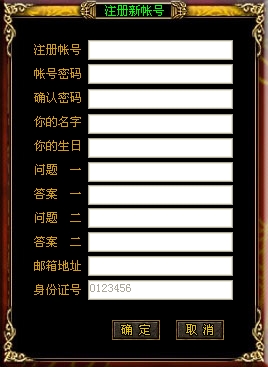 注册新帐号
注册帐号
帐号密码
确认密码
你的名字
你的生日
问题 一
答案 一
问题 二
答案 二
邮箱地址
身份证号 0123456
确定 取消